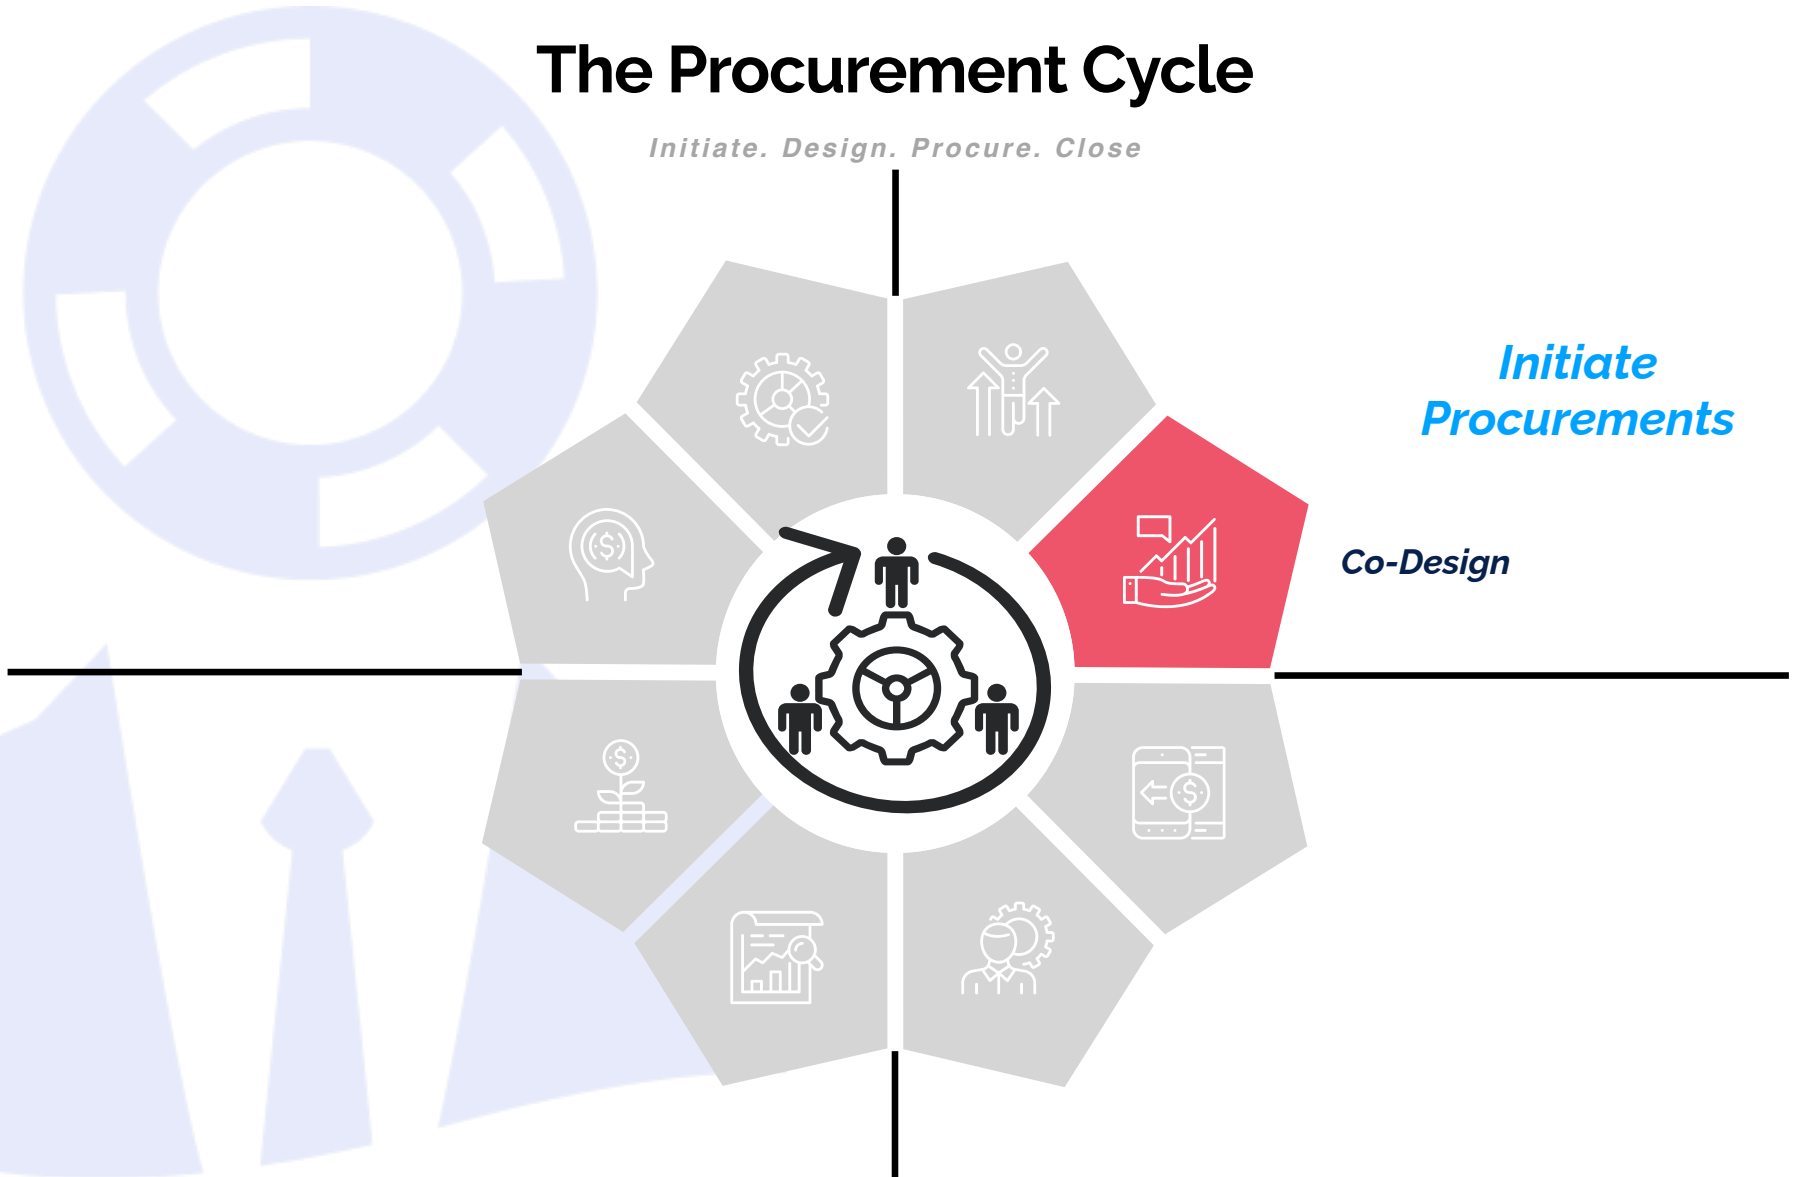 The Procurement Cycle
Initiate. Design. Procure. Close
Initiate
Procurements
Co-Design